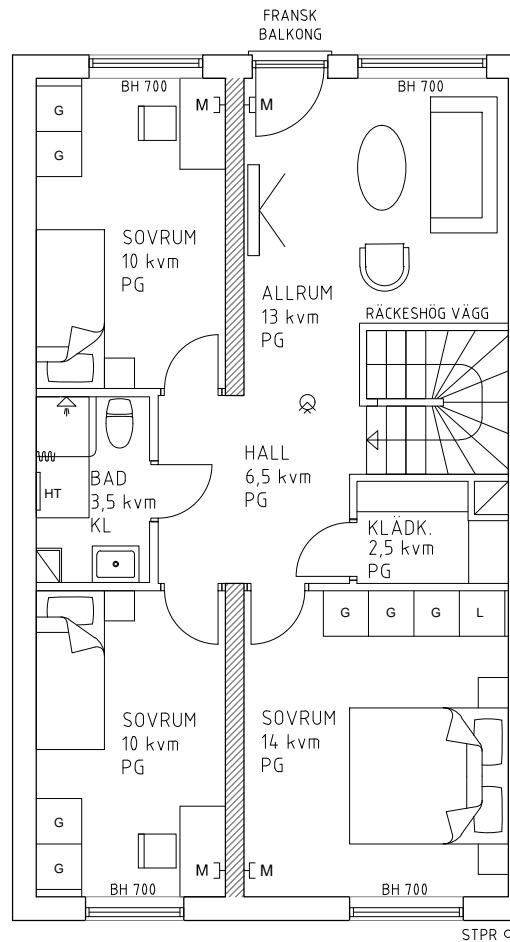 FRANSK
BALKONG
BH 700
BH 700
G
M
M
G
SOVRUM
10 kvm
PG
ALLRUM
13 kvm
PG
RÄCKESHÖG VÄGG
HALL
6,5 kvm
PG
BAD
3,5 kvm
KL
HT
KLÄDK.
2,5 kvm
PG
G
G
G
L
SOVRUM
10 kvm
PG
SOVRUM
14 kvm
PG
G
G
M
M
BH 700
BH 700
STPR